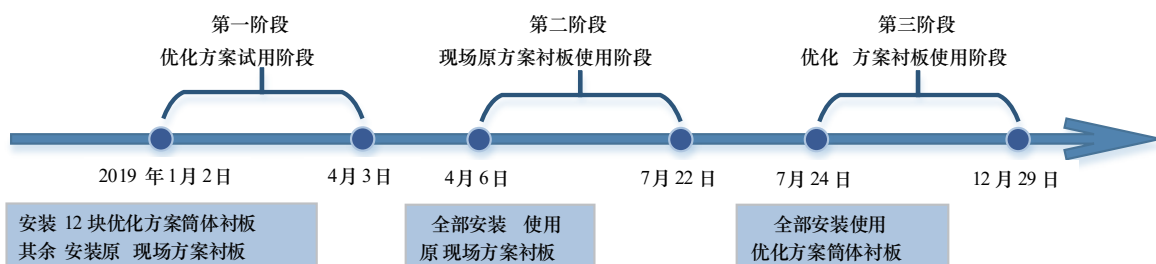 第一阶段
优化方案试用阶段
第二阶段
现场原方案衬板使用阶段
第三阶段
优化 方案衬板使用阶段
2019 年 1 月 2 日
4 月 3 日
4 月 6 日
7 月 22 日
7 月 24 日
12 月 29 日
安装 12 块优化方案筒体衬板
其余 安装原 现场方案衬板
全部安装 使用
原 现场方案衬板
全部安装使用
优化方案筒体衬板